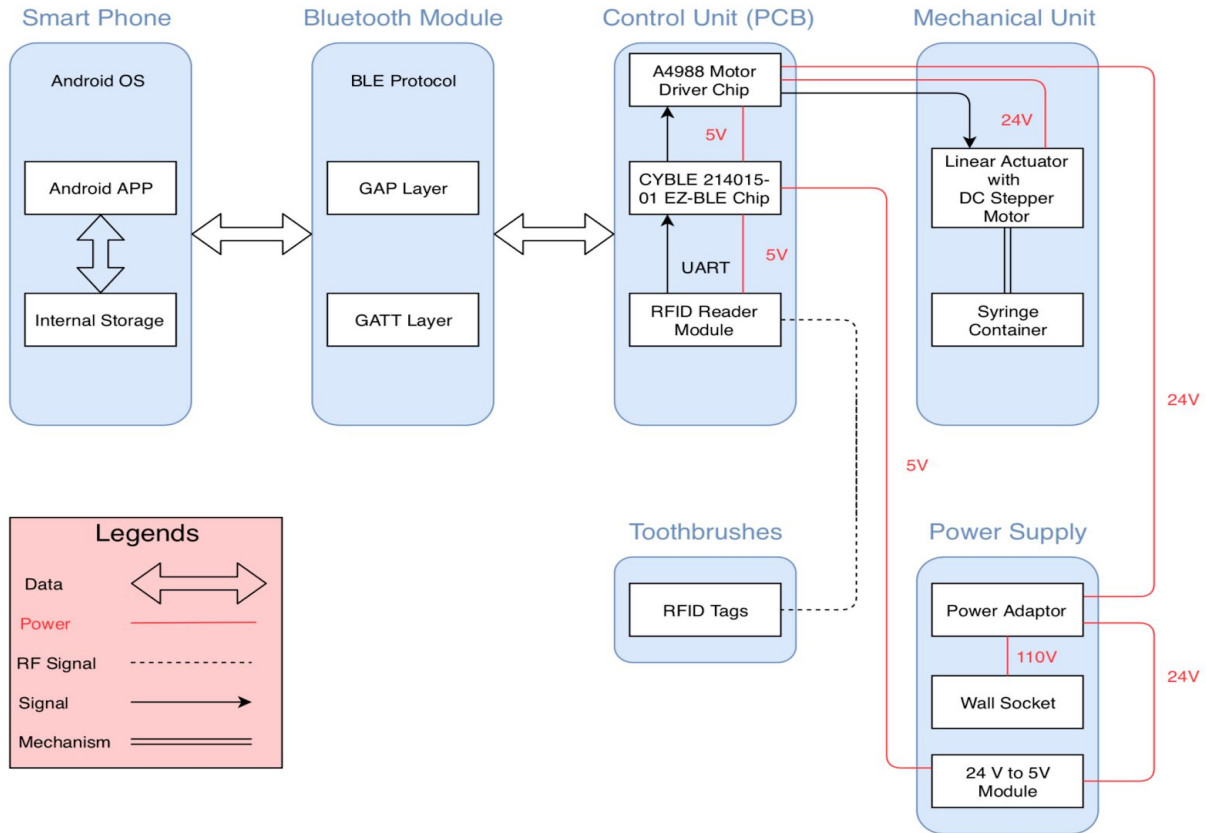 Smart Phone
Android OS
Android APP
Internal Storage
Bluetooth Module
BLE Protocol
GAP Layer
GATT Layer
Control Unit (PCB)
A4988 Motor
Driver Chip
5V
CYBLE 214015-
01 EZ-BLE Chip
UART
5V
RFID Reader
Module
Mechanical Unit
24V
Linear Actuator
with
DC Stepper
Motor
Syringe
Container
24V
5V
Legends
Data
Power
RF Signal
Signal
Mechanism
Toothbrushes
RFID Tags
Power Supply
Power Adaptor
110V
Wall Socket
24V
24 V to 5V
Module